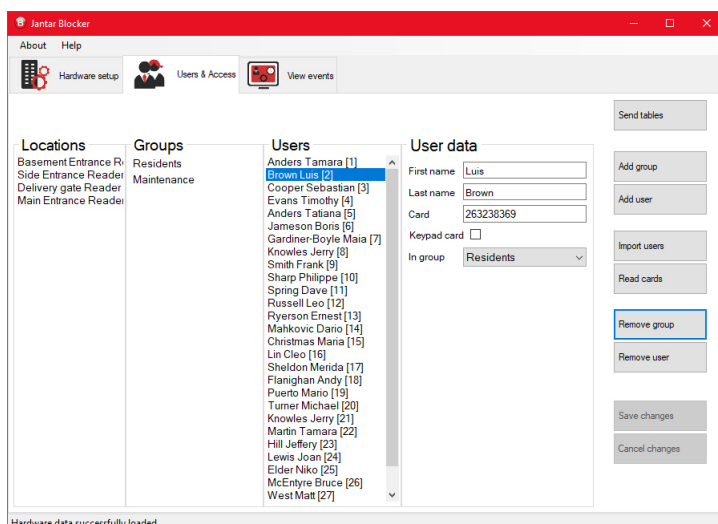 Jantar Blocker
About Help
Hardware setup
Users & Access
View events
Send tables
Locations
Basement Entrance R
Side Entrance Reader
Delivery gate Reader
Main Entrance Reader
Groups
Residents
Maintenance
Users
Anders Tamara [1]
Brown Luis [2]
Cooper Sebastian [3]
Evans Timothy [4]
Anders Tatiana [5]
Jameson Boris [6]
Gardiner-Boyle Maia [7]
Knowles Jerry [8]
Smith Frank [9]
Sharp Philippe [10]
Spring Dave [11]
Russell Leo [12]
Ryerson Ernest [13]
Mahkovic Dario [14]
Christmas Maria [15]
Lin Cleo [16]
Sheldon Merida [17]
Flanighan Andy [18]
Puerto Mario [19]
Turner Michael [20]
Knowles Jerry [21]
Martin Tamara [22]
Hill Jeffery [23]
Lewis Joan [24]
Elder Niko [25]
McEntyre Bruce [26]
West Matt [27]
User data
First name Luis
Last name Brown
Card 263238369
Keypad card
In group Residents
Add group
Add user
Import users
Read cards
Remove group
Remove user
Save changes
Cancel changes
Hardware data successfully loaded